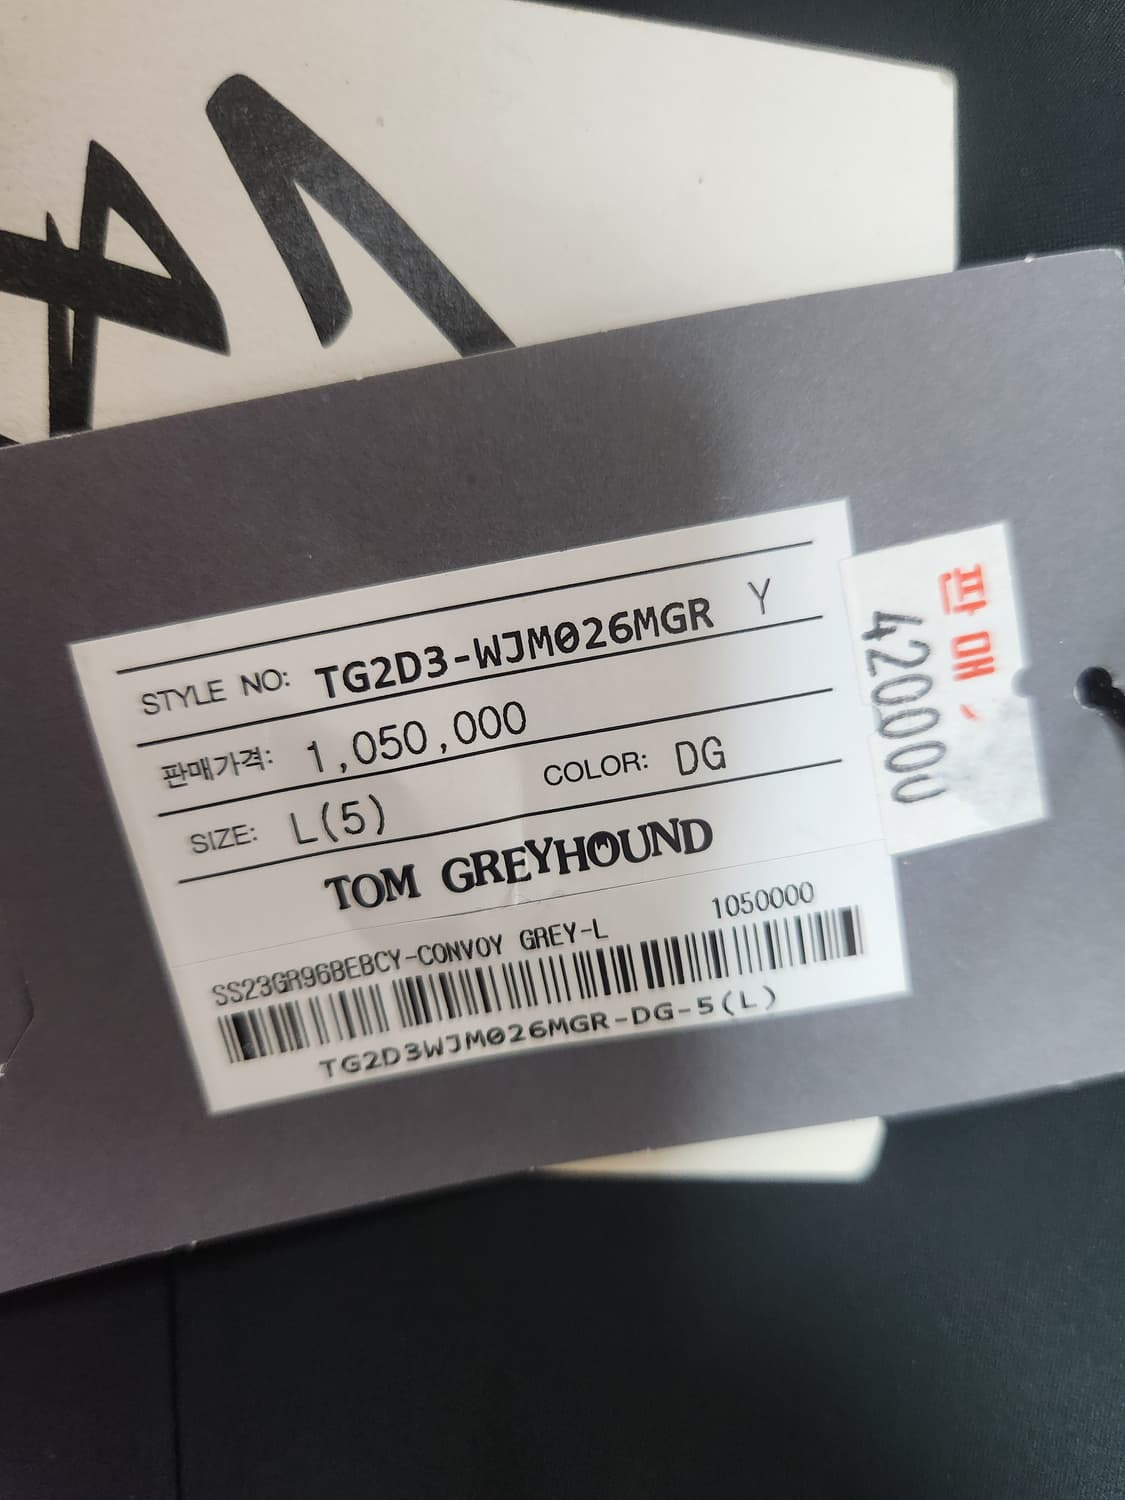 STYLE NO: TG2D3-WJM026MGR Y
판매가격: 1,050,000
SIZE: L(5) COLOR: DG
TOM GREYHOUND
SS23GR96BEBCY-CONVOY GREY-L 1050000
TG2D3WJM026MGR-DG-5(L)
판매
420000